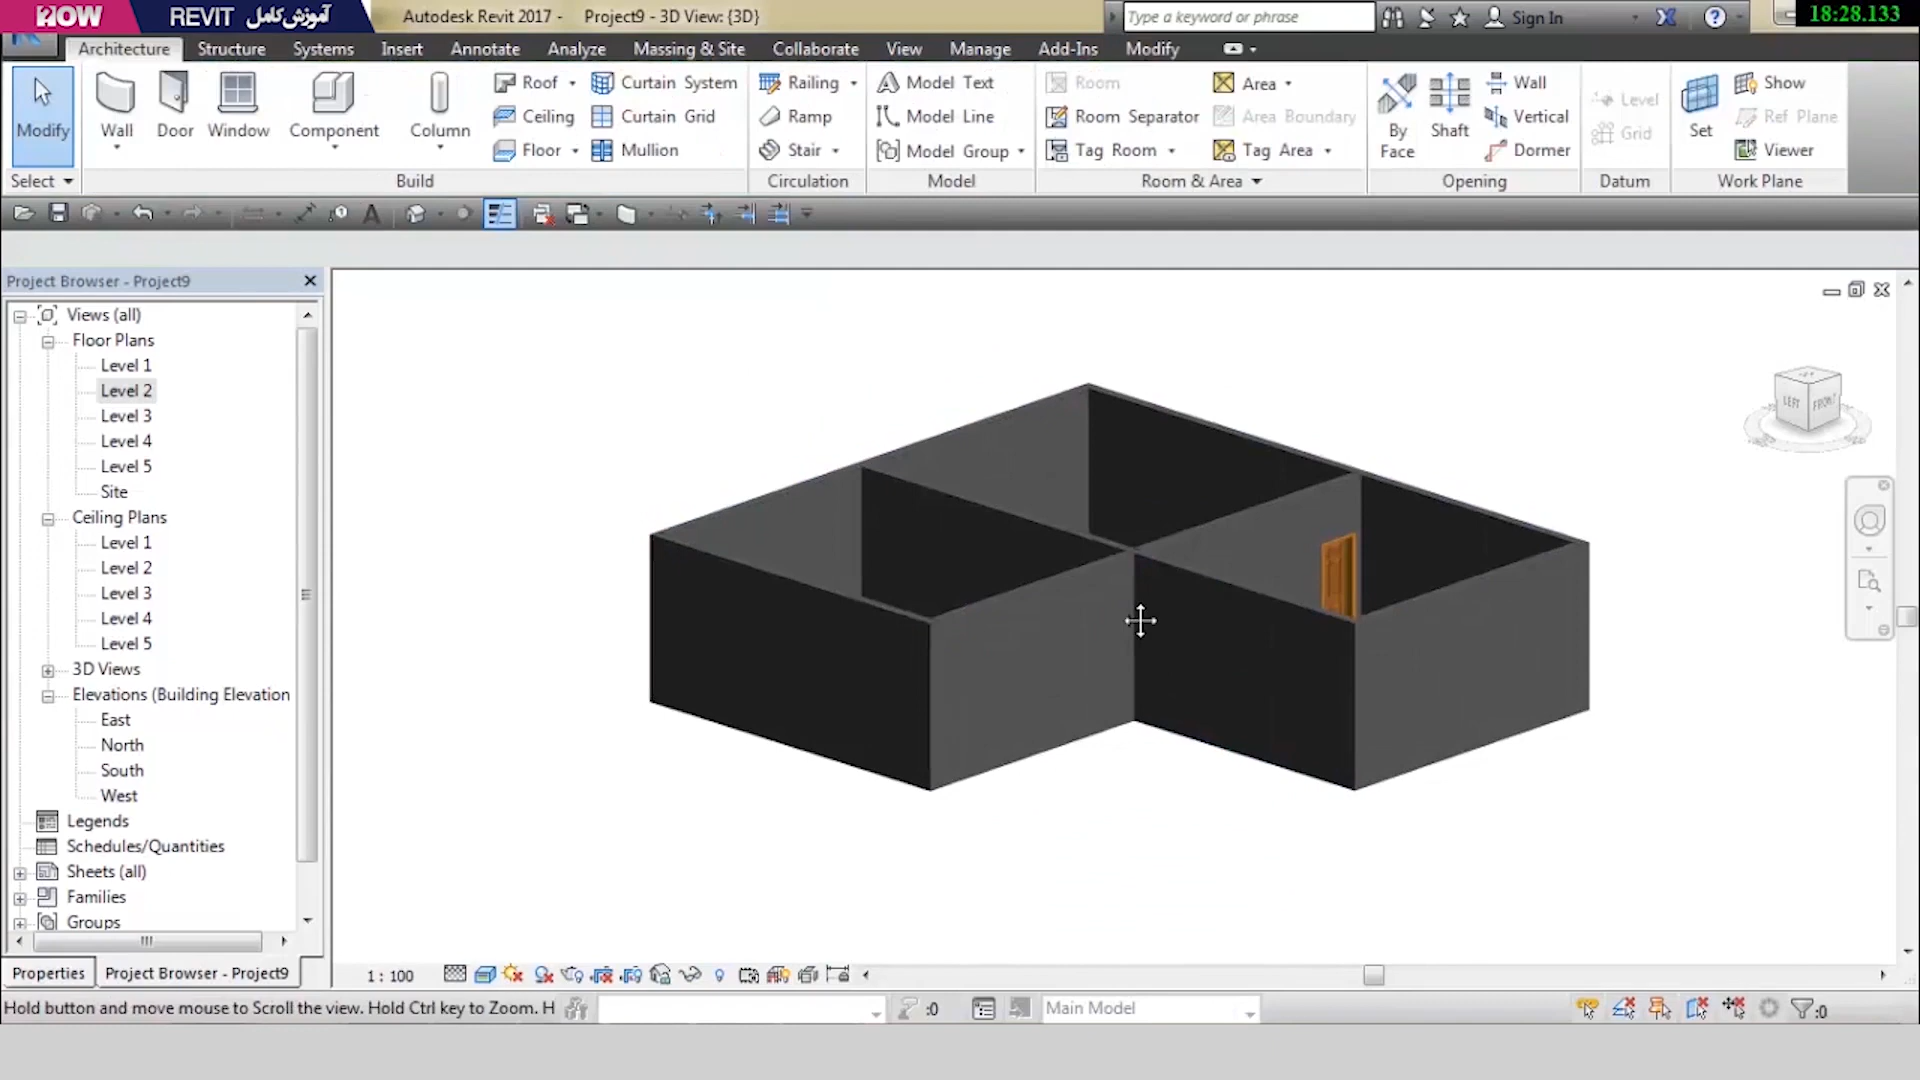 2NOW
REVIT آموزش کامل
Autodesk Revit 2017 - Project9 - 3D View: {3D}
Type a keyword or phrase
Sign In
18:28.133
Architecture Structure Systems Insert Annotate Analyze Massing & Site Collaborate View Manage Add-Ins Modify
Modify
Wall
Door
Window
Component
Column
Roof
Ceiling
Floor
Curtain System
Curtain Grid
Mullion
Railing
Ramp
Stair
Model Text
Model Line
Model Group
Room
Room Separator
Tag Room
Area
Area Boundary
Tag Area
By Face
Shaft
Wall
Vertical
Dormer
Level
Grid
Set
Show
Ref Plane
Viewer
Select
Build
Circulation
Model
Room & Area
Opening
Datum
Work Plane
Project Browser - Project9
Views (all)
Floor Plans
Level 1
Level 2
Level 3
Level 4
Level 5
Site
Ceiling Plans
Level 1
Level 2
Level 3
Level 4
Level 5
3D Views
Elevations (Building Elevation
East
North
South
West
Legends
Schedules/Quantities
Sheets (all)
Families
Groups
LEFT
FRONT
Properties
Project Browser - Project9
1 : 100
Hold button and move mouse to Scroll the view. Hold Ctrl key to Zoom. H
:0
Main Model
:0